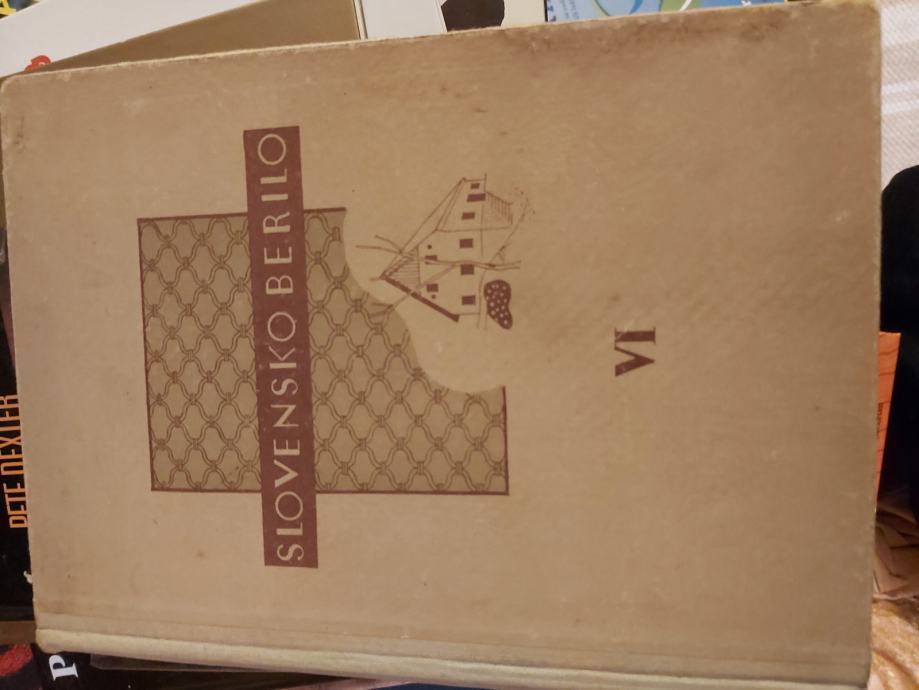 SLOVENSKO BERILO
VI
PETE DEXTER
P